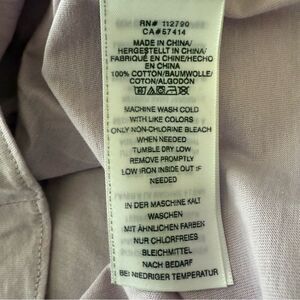 RN# 112790
CA#57414
MADE IN CHINA/
HERGESTELLT IN CHINA/
FABRIQUÉ EN CHINE/HECHO
EN CHINA
100% COTTON/BAUMWOLLE/
COTON/ALGODÓN
MACHINE WASH COLD
WITH LIKE COLORS
ONLY NON-CHLORINE BLEACH
WHEN NEEDED
TUMBLE DRY LOW
REMOVE PROMPTLY
LOW IRON INSIDE OUT IF
NEEDED
IN DER MASCHINE KALT
WASCHEN
MIT ÄHNLICHEN FARBEN
NUR CHLORFREIES
BLEICHMITTEL
NACH BEDARF
BEI NIEDRIGER TEMPERATUR